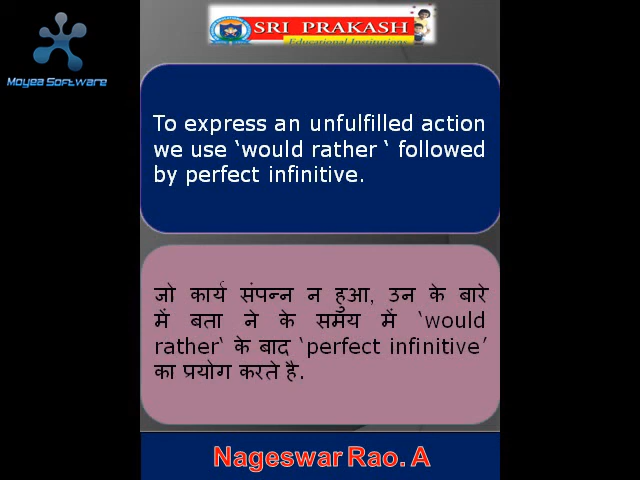 SRI PRAKASH
Educational Institutions
Moyea Software
To express an unfulfilled action
we use ‘would rather ‘ followed
by perfect infinitive.
जो कार्य संपन्न न हुआ, उन के बारे
में बता ने के समय में ‘would
rather‘ के बाद ‘perfect infinitive’
का प्रयोग करते है.
Nageswar Rao. A